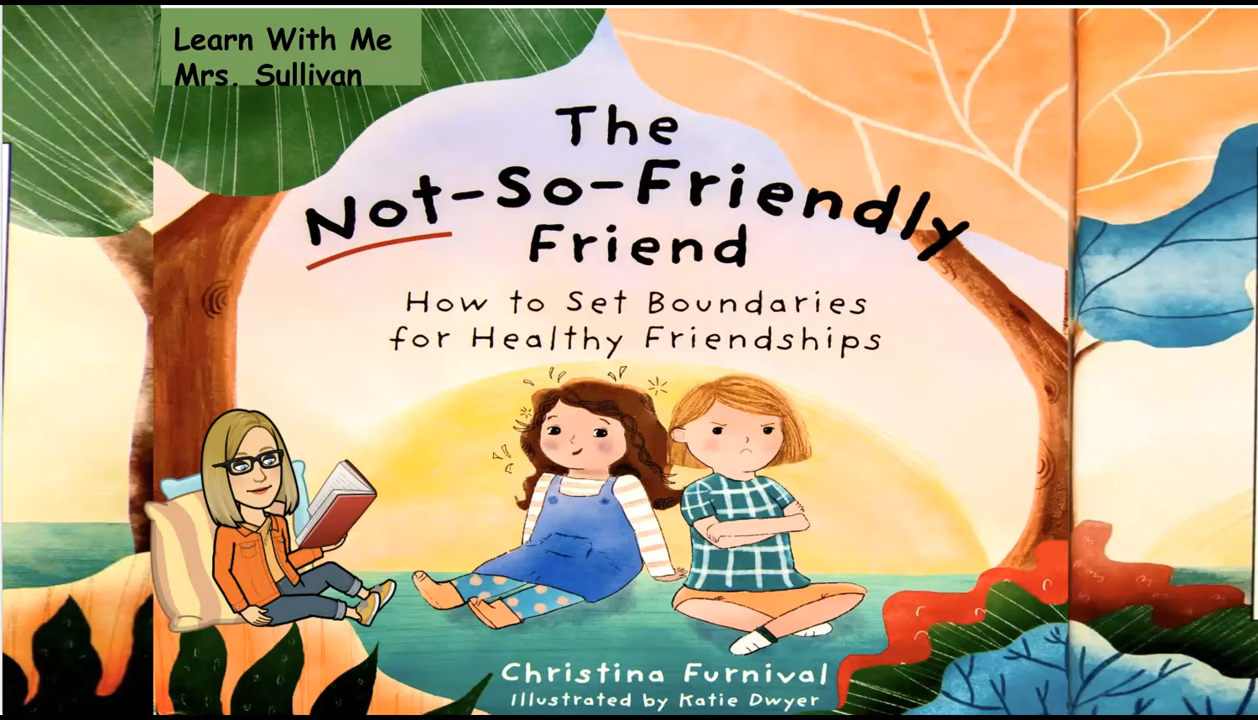 Learn With Me
Mrs. Sullivan
The
Not-So-Friendly
Friend
How to Set Boundaries
for Healthy Friendships
Christina Furnival
Illustrated by Katie Dwyer